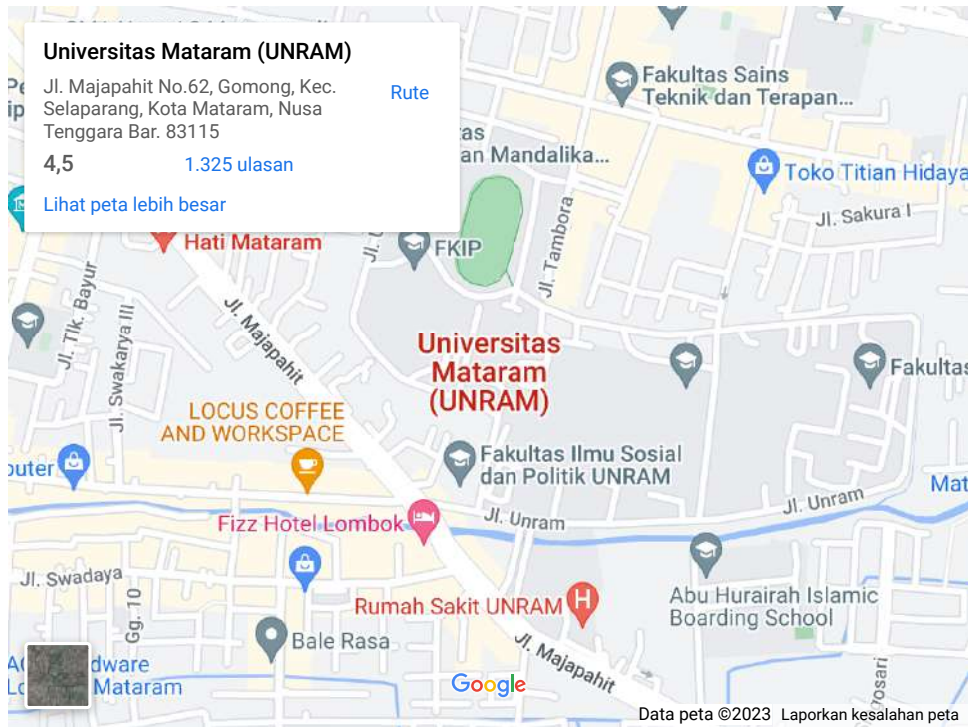 Universitas Mataram (UNRAM)
Jl. Majapahit No.62, Gomong, Kec.
Selaparang, Kota Mataram, Nusa
Tenggara Bar. 83115
Rute
4,5
1.325 ulasan
Lihat peta lebih besar
Fakultas Sains
Teknik dan Terapan...
an Mandalika...
Toko Titian Hidaya
Jl. Sakura I
Hati Mataram
FKIP
Jl. Tambora
Jl. Tlk. Bayur
Jl. Swakarya III
Jl. Majapahit
Universitas
Mataram
(UNRAM)
Fakultas
LOCUS COFFEE
AND WORKSPACE
Fakultas Ilmu Sosial
dan Politik UNRAM
puter
Mat
Jl. Unram
Jl. Unram
Fizz Hotel Lombok
Jl. Swadaya
Gg. 10
Rumah Sakit UNRAM
H
Abu Hurairah Islamic
Boarding School
Bale Rasa
Jl. Majapahit
dware
Mataram
Google
Data peta ©2023 Laporkan kesalahan peta